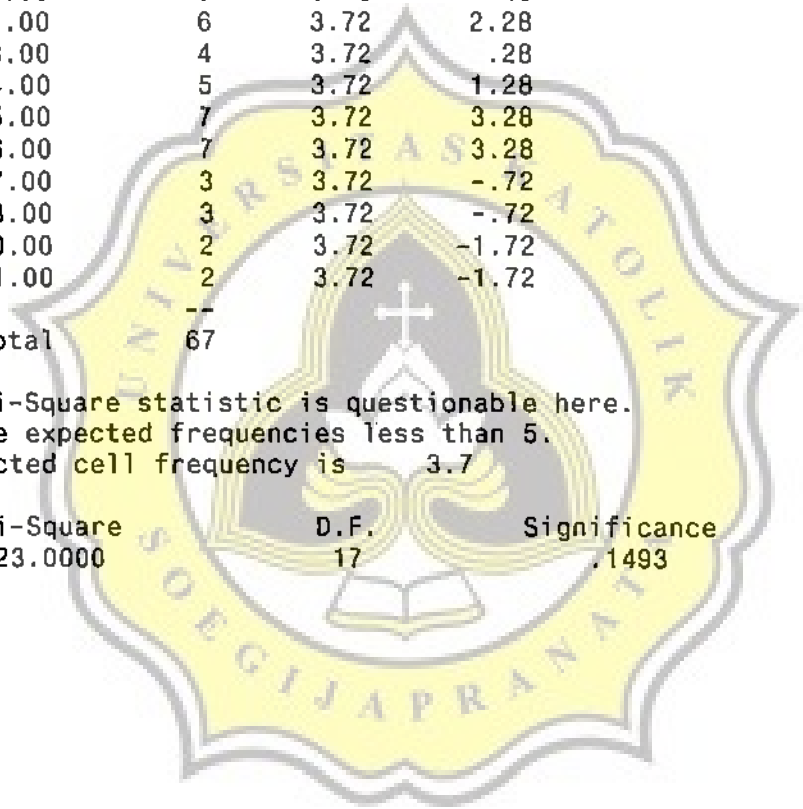 .00 6 3.72 2.28
.00 4 3.72 .28
.00 5 3.72 1.28
.00 7 3.72 3.28
.00 7 3.72 3.28
.00 3 3.72 -.72
.00 3 3.72 -.72
.00 2 3.72 -1.72
.00 2 3.72 -1.72
--
otal 67
i-Square statistic is questionable here.
e expected frequencies less than 5.
cted cell frequency is 3.7
i-Square D.F. Significance
23.0000 17 .1493
UNIVERSITAS KATOLIK
SOEGIJAPRANATA